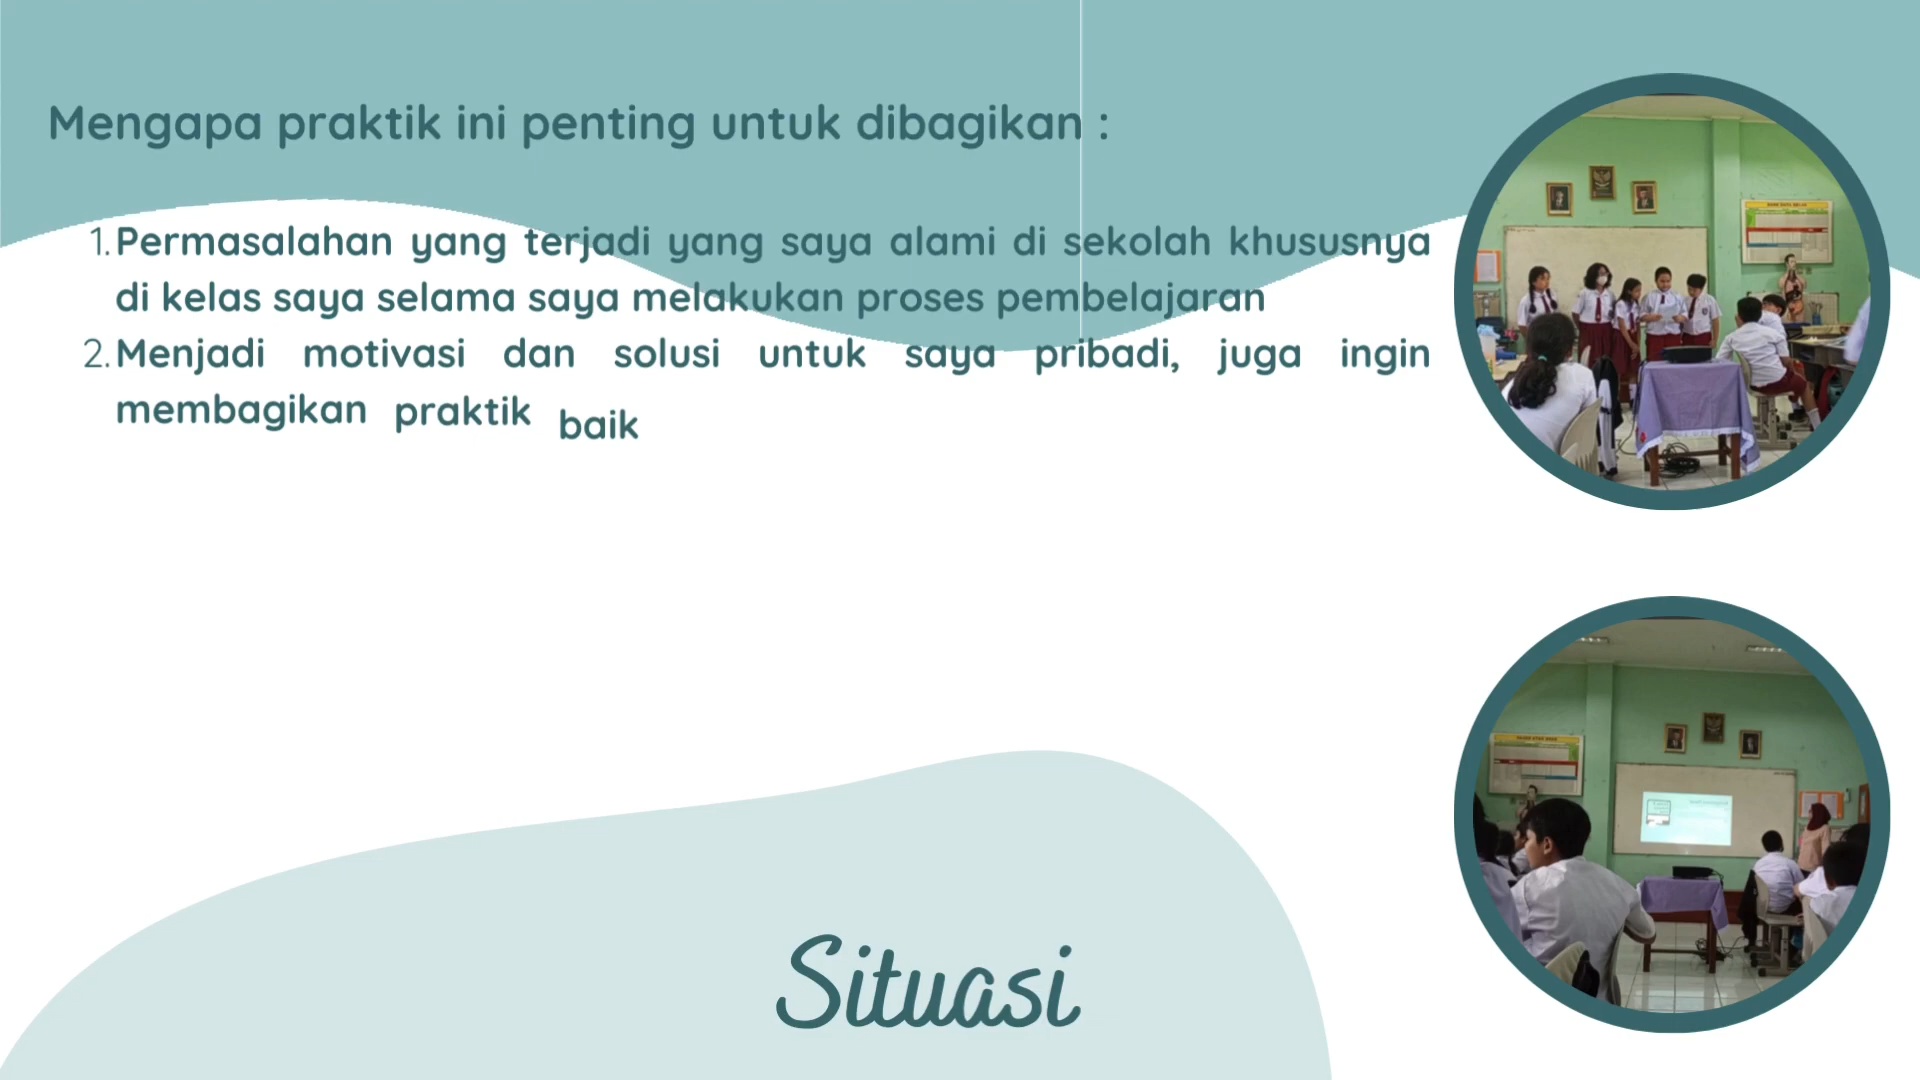 Mengapa praktik ini penting untuk dibagikan :
1. Permasalahan yang terjadi yang saya alami di sekolah khususnya
di kelas saya selama saya melakukan proses pembelajaran
2. Menjadi motivasi dan solusi untuk saya pribadi, juga ingin
membagikan praktik baik
Situasi